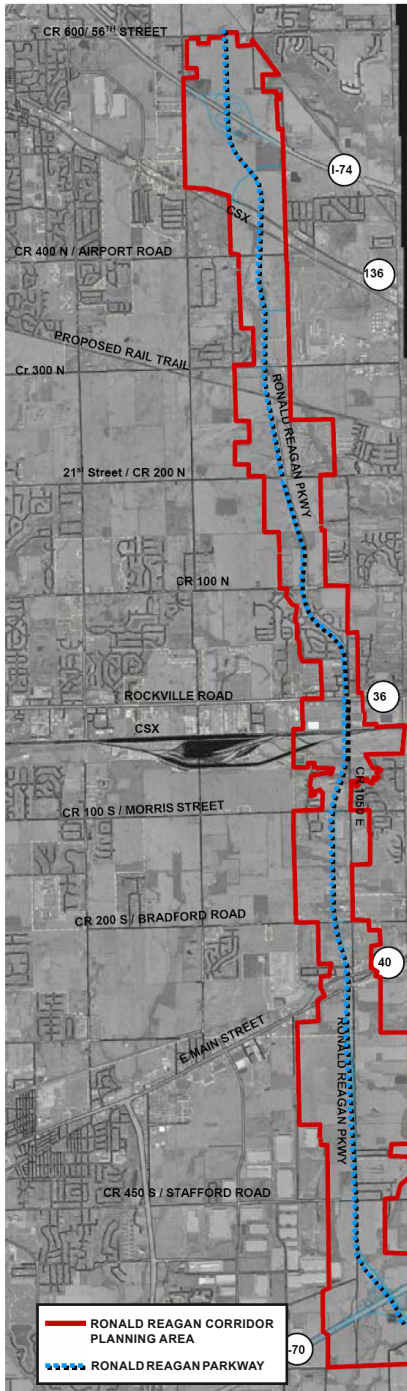 CR 600/ 56TH STREET
I-74
CSX
CR 400 N / AIRPORT ROAD
136
PROPOSED RAIL TRAIL
Cr 300 N
RONALD REAGAN PKWY
21st Street / CR 200 N
CR 100 N
ROCKVILLE ROAD
36
CSX
CR 1050 E
CR 100 S / MORRIS STREET
CR 200 S / BRADFORD ROAD
40
E MAIN STREET
RONALD REAGAN PKWY
CR 450 S / STAFFORD ROAD
RONALD REAGAN CORRIDOR
PLANNING AREA
RONALD REAGAN PARKWAY
-70